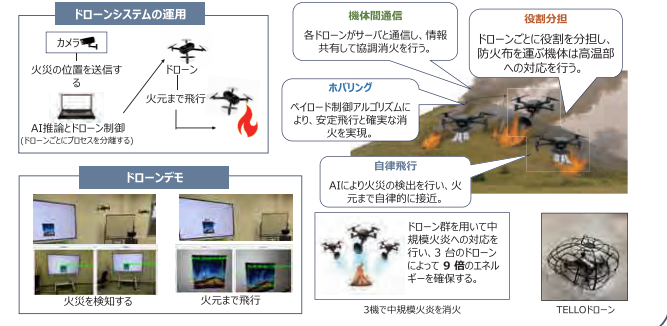 ドローンシステムの運用
カメラ
火災の位置を送信す
る
AI推論とドローン制御
(ドローンごとにプロセスを分離する)
ドローン
火元まで飛行
機体間通信
各ドローンがサーバと通信し、情報
共有して協調消火を行う。
役割分担
ドローンごとに役割を分担し、
防火布を運ぶ機体は高温部
への対応を行う。
ホバリング
ペイロード制御アルゴリズムに
より、安定飛行と確実な消
火を実現。
自律飛行
AIにより火災の検出を行い、火
元まで自律的に接近。
ドローンデモ
火災を検知する
火元まで飛行
ドローン群を用いて中
規模火炎への対応を
行い、3 台のドローン
によって 9 倍のエネル
ギーを確保する。
3機で中規模火炎を消火
TELLOドローン